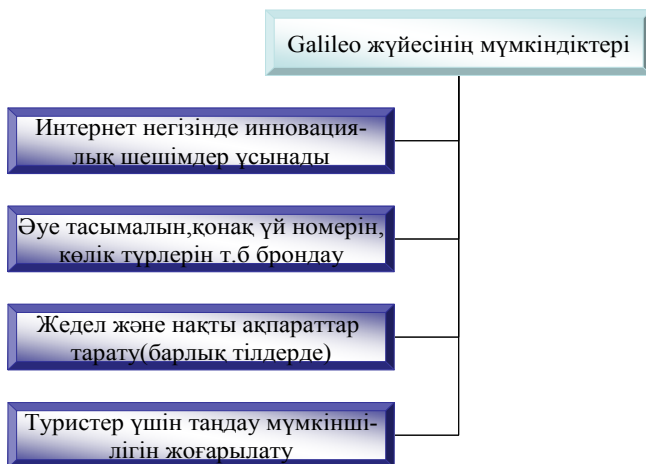 Galileo жүйесінің мүмкіндіктері
Интернет негізінде инновация-
лық шешімдер ұсынады
Әуе тасымалын,қонақ үй номерін,
көлік түрлерін т.б брондау
Жедел және нақты ақпараттар
тарату(барлық тілдерде)
Туристер үшін таңдау мүмкінші-
лігін жоғарылату